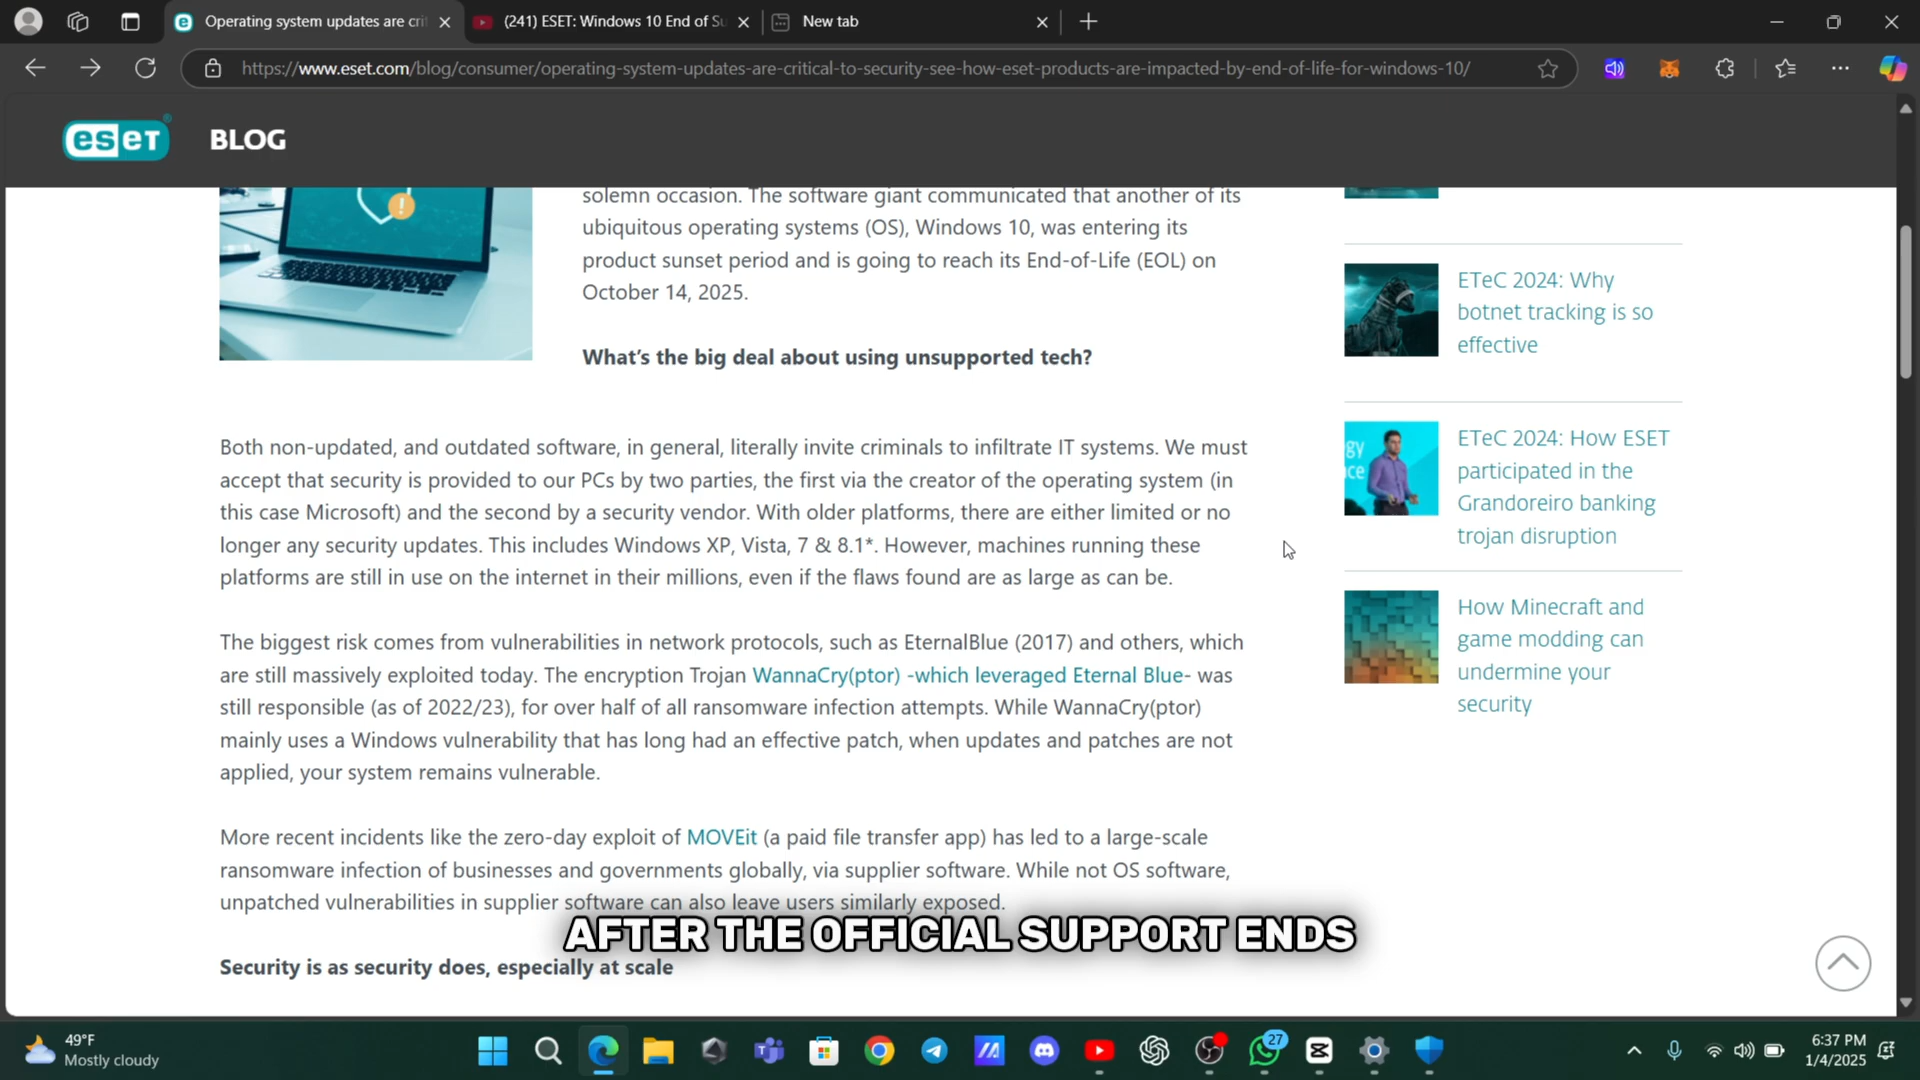 Operating system updates are crit
(241) ESET: Windows 10 End of Su
New tab
https://www.eset.com/blog/consumer/operating-system-updates-are-critical-to-security-see-how-eset-products-are-impacted-by-end-of-life-for-windows-10/
eseT® BLOG
solemn occasion. The software giant communicated that another of its
ubiquitous operating systems (OS), Windows 10, was entering its
product sunset period and is going to reach its End-of-Life (EOL) on
October 14, 2025.
What's the big deal about using unsupported tech?
Both non-updated, and outdated software, in general, literally invite criminals to infiltrate IT systems. We must
accept that security is provided to our PCs by two parties, the first via the creator of the operating system (in
this case Microsoft) and the second by a security vendor. With older platforms, there are either limited or no
longer any security updates. This includes Windows XP, Vista, 7 & 8.1*. However, machines running these
platforms are still in use on the internet in their millions, even if the flaws found are as large as can be.
The biggest risk comes from vulnerabilities in network protocols, such as EternalBlue (2017) and others, which
are still massively exploited today. The encryption Trojan WannaCry(ptor) -which leveraged Eternal Blue- was
still responsible (as of 2022/23), for over half of all ransomware infection attempts. While WannaCry(ptor)
mainly uses a Windows vulnerability that has long had an effective patch, when updates and patches are not
applied, your system remains vulnerable.
More recent incidents like the zero-day exploit of MOVEit (a paid file transfer app) has led to a large-scale
ransomware infection of businesses and governments globally, via supplier software. While not OS software,
unpatched vulnerabilities in supplier software can also leave users similarly exposed.
Security is as security does, especially at scale
ETeC 2024: Why
botnet tracking is so
effective
gy
ce
ETeC 2024: How ESET
participated in the
Grandoreiro banking
trojan disruption
How Minecraft and
game modding can
undermine your
security
AFTER THE OFFICIAL SUPPORT ENDS
49°F
Mostly cloudy
27
6:37 PM
1/4/2025